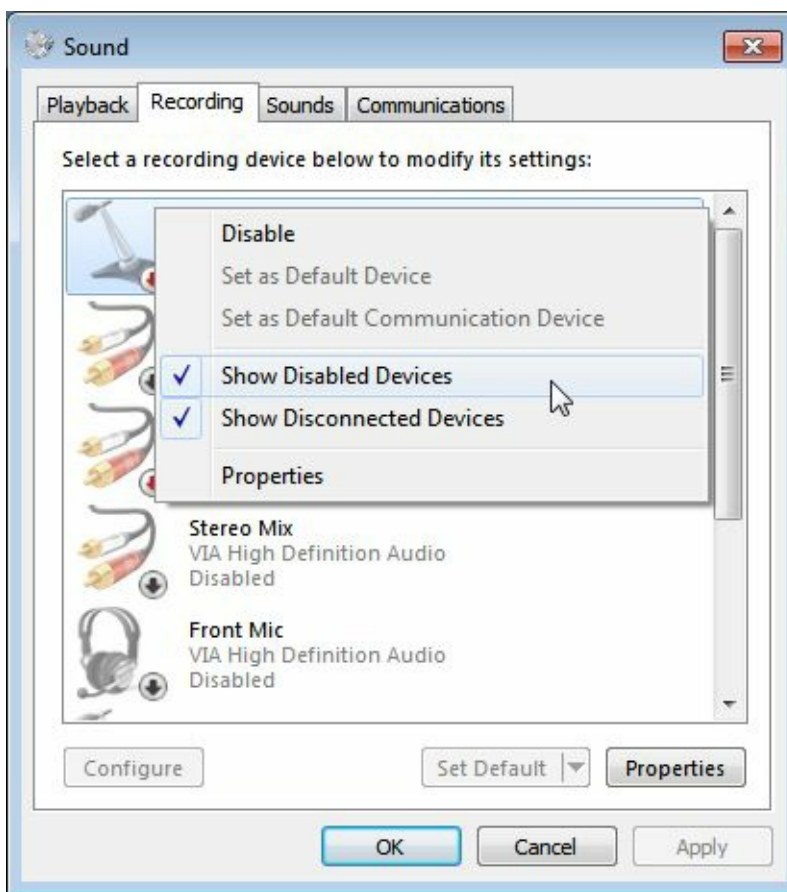 Sound
Playback Recording Sounds Communications
Select a recording device below to modify its settings:
Disable
Set as Default Device
Set as Default Communication Device
Show Disabled Devices
Show Disconnected Devices
Properties
Stereo Mix
VIA High Definition Audio
Disabled
Front Mic
VIA High Definition Audio
Disabled
Configure Set Default Properties
OK Cancel Apply